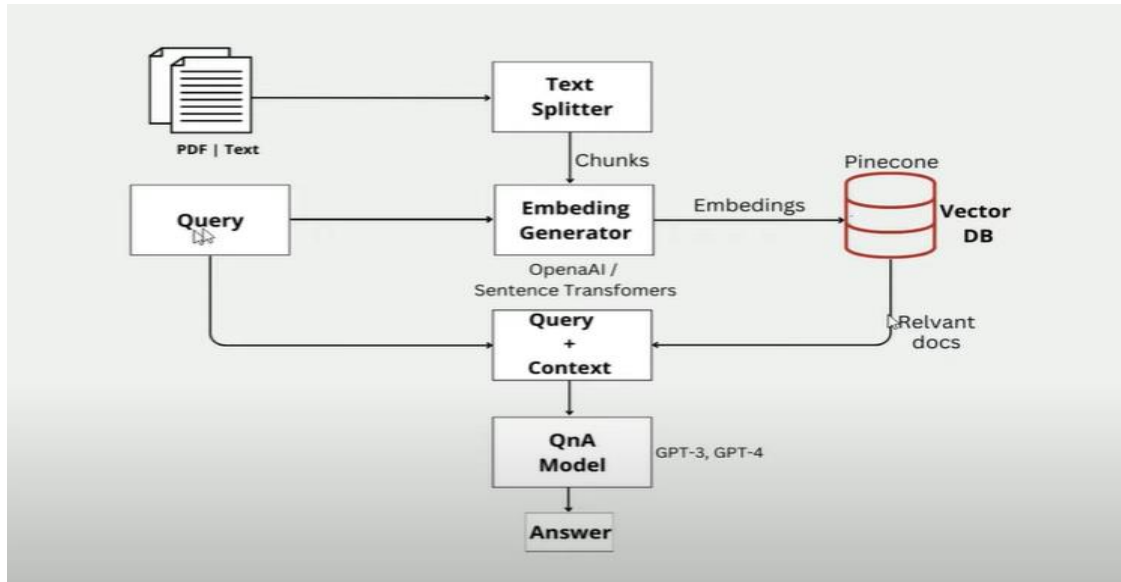 Text
Splitter
PDF | Text
Chunks
Pinecone
Query
Embeding
Generator
Embedings
Vector
DB
OpenaAI /
Sentence Transfomers
Query
+
Context
Relvant
docs
QnA
Model
GPT-3, GPT-4
Answer